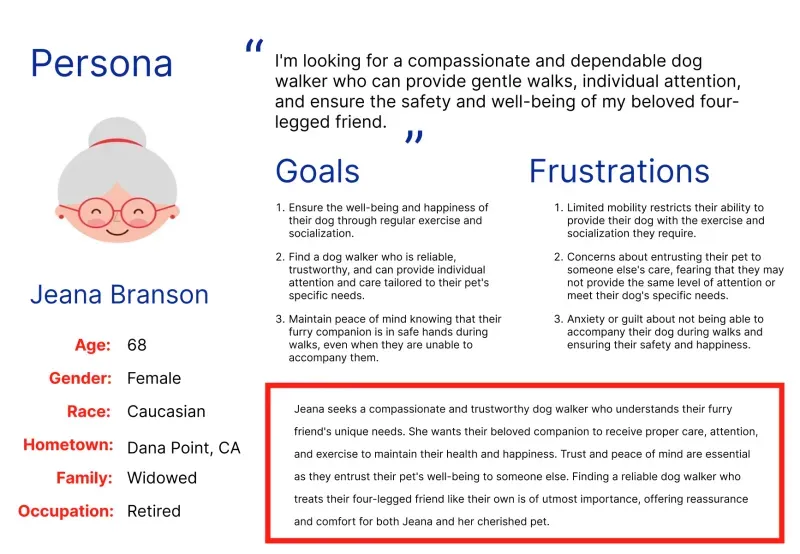 Persona
“
I'm looking for a compassionate and dependable dog
walker who can provide gentle walks, individual attention,
and ensure the safety and well-being of my beloved four-
legged friend.
”
Jeana Branson
Age: 68
Gender: Female
Race: Caucasian
Hometown: Dana Point, CA
Family: Widowed
Occupation: Retired
Goals
1. Ensure the well-being and happiness of
their dog through regular exercise and
socialization.
2. Find a dog walker who is reliable,
trustworthy, and can provide individual
attention and care tailored to their pet's
specific needs.
3. Maintain peace of mind knowing that their
furry companion is in safe hands during
walks, even when they are unable to
accompany them.
Frustrations
1. Limited mobility restricts their ability to
provide their dog with the exercise and
socialization they require.
2. Concerns about entrusting their pet to
someone else's care, fearing that they may
not provide the same level of attention or
meet their dog's specific needs.
3. Anxiety or guilt about not being able to
accompany their dog during walks and
ensuring their safety and happiness.
Jeana seeks a compassionate and trustworthy dog walker who understands their furry
friend's unique needs. She wants their beloved companion to receive proper care, attention,
and exercise to maintain their health and happiness. Trust and peace of mind are essential
as they entrust their pet's well-being to someone else. Finding a reliable dog walker who
treats their four-legged friend like their own is of utmost importance, offering reassurance
and comfort for both Jeana and her cherished pet.